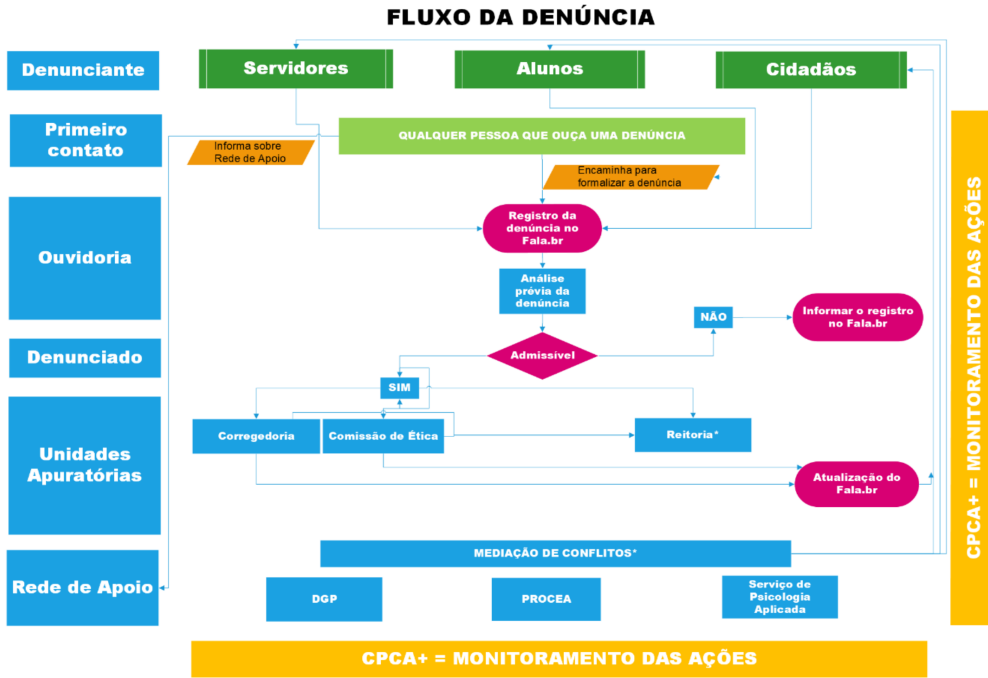 FLUXO DA DENÚNCIA
Denunciante
Servidores
Alunos
Cidadãos
Primeiro
contato
QUALQUER PESSOA QUE OUÇA UMA DENÚNCIA
Informa sobre
Rede de Apoio
Encaminha para
formalizar a denúncia
Ouvidoria
Registro da
denúncia no
Fala.br
Análise
prévia da
denúncia
NÃO
Informar o registro
no Fala.br
Denunciado
Admissível
SIM
Unidades
Apuratórias
Corregedoria
Comissão de Ética
Reitoria*
Atualização do
Fala.br
Rede de Apoio
MEDIAÇÃO DE CONFLITOS*
DGP
PROCEA
Serviço de
Psicologia
Aplicada
CPCA+ = MONITORAMENTO DAS AÇÕES
CPCA+ = MONITORAMENTO DAS AÇÕES